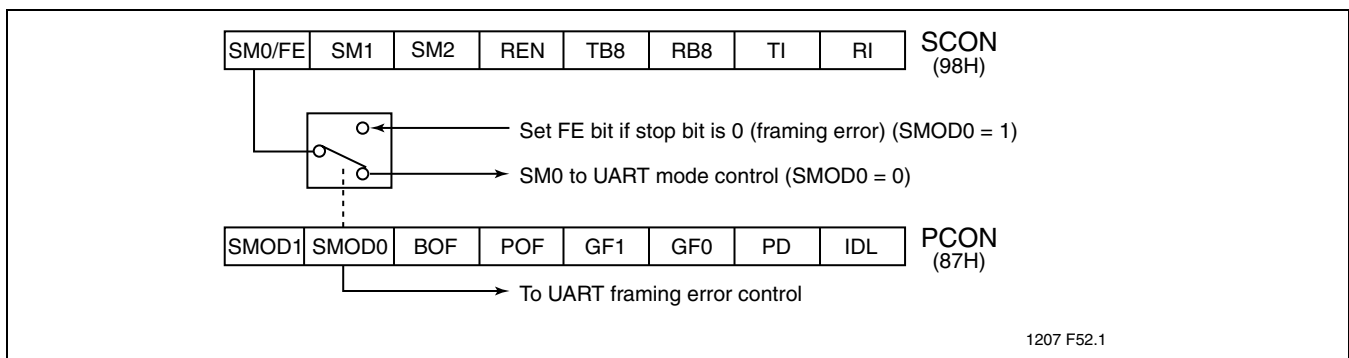 SM0/FE SM1 SM2 REN TB8 RB8 TI RI SCON
(98H)
Set FE bit if stop bit is 0 (framing error) (SMOD0 = 1)
SM0 to UART mode control (SMOD0 = 0)
SMOD1 SMOD0 BOF POF GF1 GF0 PD IDL PCON
(87H)
To UART framing error control
1207 F52.1